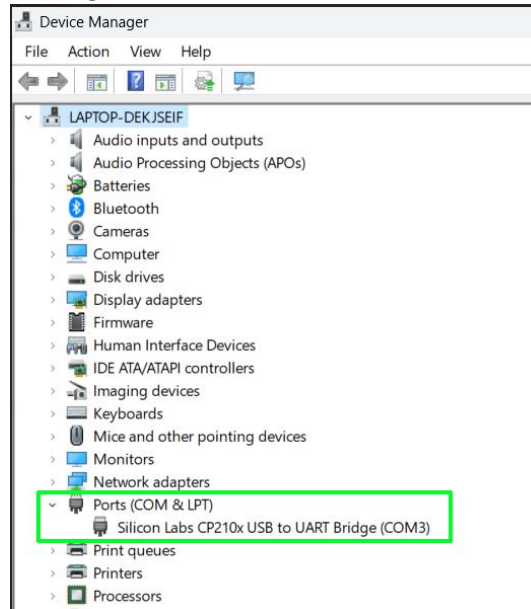 Device Manager
File Action View Help
LAPTOP-DEKJSEIF
Audio inputs and outputs
Audio Processing Objects (APOs)
Batteries
Bluetooth
Cameras
Computer
Disk drives
Display adapters
Firmware
Human Interface Devices
IDE ATA/ATAPI controllers
Imaging devices
Keyboards
Mice and other pointing devices
Monitors
Network adapters
Ports (COM & LPT)
Silicon Labs CP210x USB to UART Bridge (COM3)
Print queues
Printers
Processors